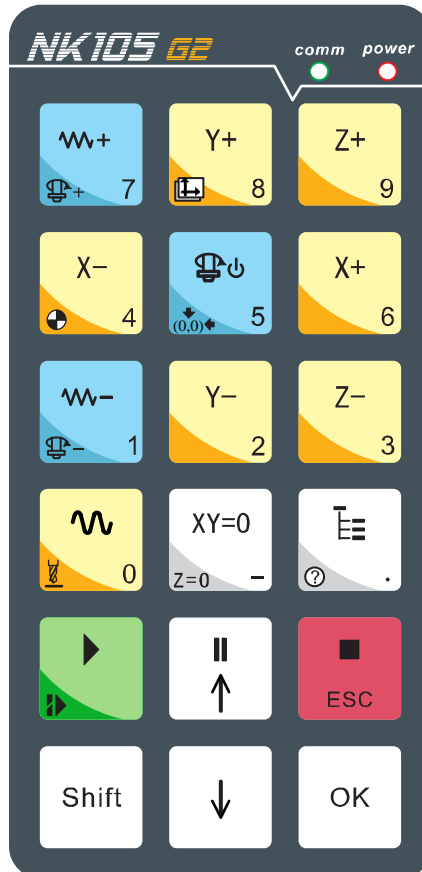 NK105 G2
comm power
+
+ 7
Y+
8
Z+
9
X-
4
(0,0) 5
X+
6
-
- 1
Y-
2
Z-
3
0
XY=0
Z=0 -
? .
ESC
Shift
OK